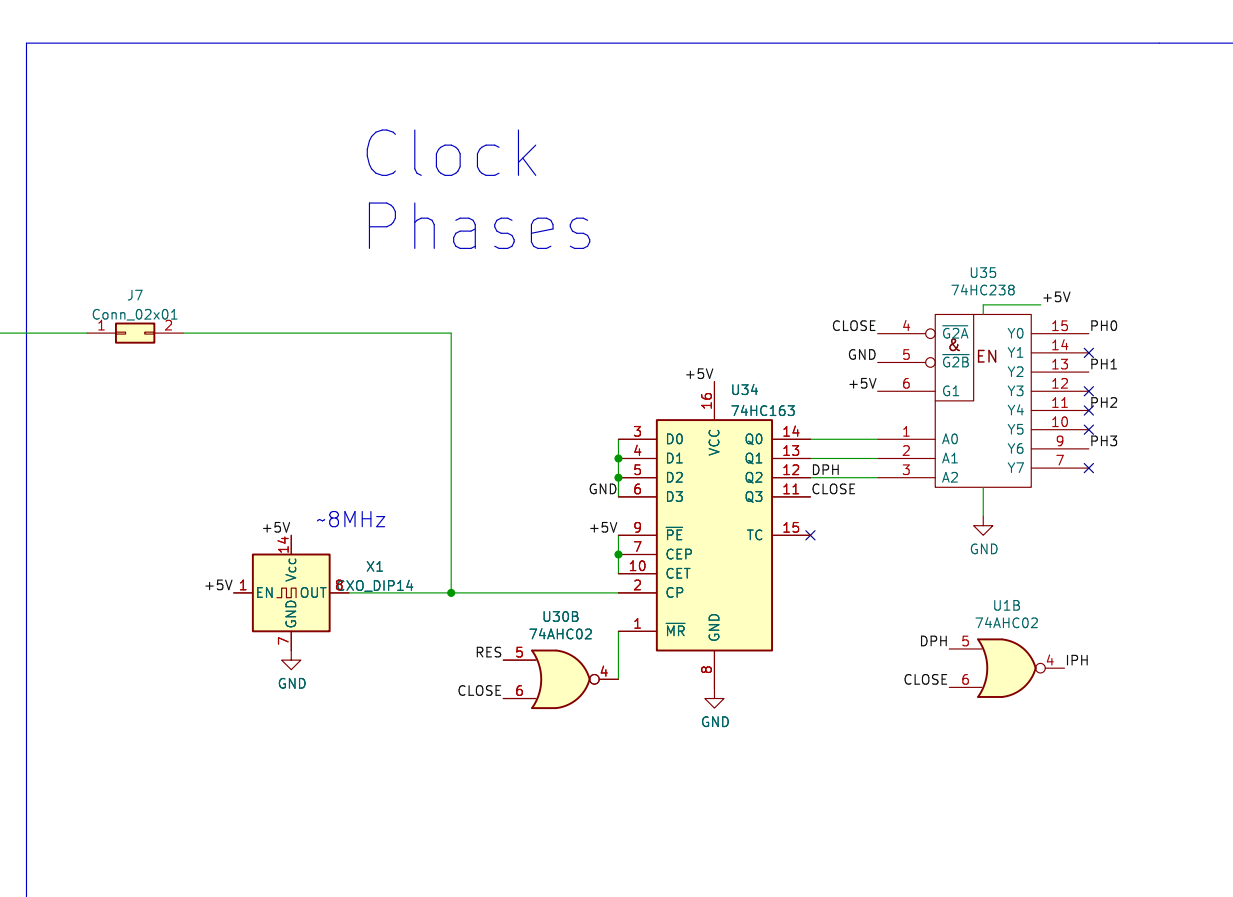 Clock
Phases
J7
Conn_02x01
1 2
U35
74HC238
+5V
CLOSE 4 G2A Y0 15 PH0
& Y1 14
GND 5 G2B EN Y2 13 PH1
+5V 6 G1 Y3 12
Y4 11 PH2
Y5 10
1 A0 Y6 9 PH3
2 A1 Y7 7
3 A2
GND
+5V
U34
74HC163
16
VCC
3 D0 Q0 14
4 D1 Q1 13
5 D2 Q2 12 DPH
GND 6 D3 Q3 11 CLOSE
+5V 9 PE TC 15
7 CEP
10 CET
2 CP
1 MR
GND
8
GND
~8MHz
+5V
14
Vcc
X1
CXO_DIP14
+5V 1 EN OUT 8
GND
7
GND
U30B
74AHC02
RES 5
4
CLOSE 6
U1B
74AHC02
DPH 5
4 IPH
CLOSE 6